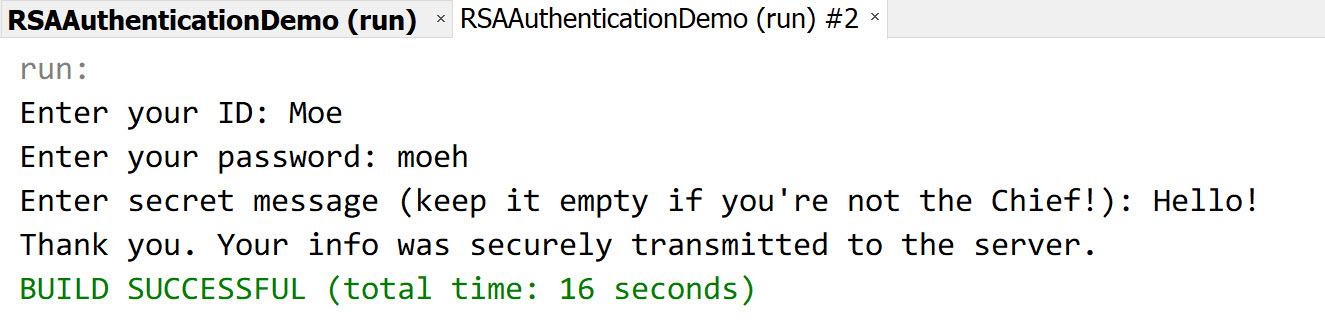 RSAAuthenticationDemo (run) × RSAAuthenticationDemo (run) #2 ×
run:
Enter your ID: Moe
Enter your password: moeh
Enter secret message (keep it empty if you're not the Chief!): Hello!
Thank you. Your info was securely transmitted to the server.
BUILD SUCCESSFUL (total time: 16 seconds)